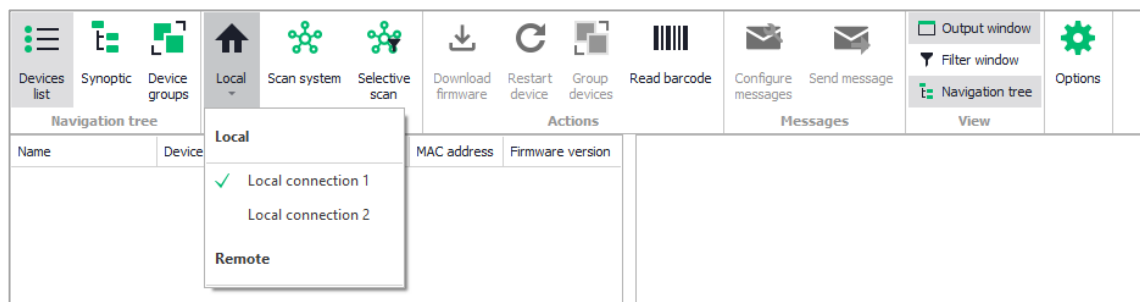 Output window
Filter window
Devices list
Synoptic
Device groups
Local
Scan system
Selective scan
Download firmware
Restart device
Group devices
Read barcode
Configure messages
Send message
Navigation tree
Options
Navigation tree
Actions
Messages
View
Name
Device
MAC address
Firmware version
Local
Local connection 1
Local connection 2
Remote